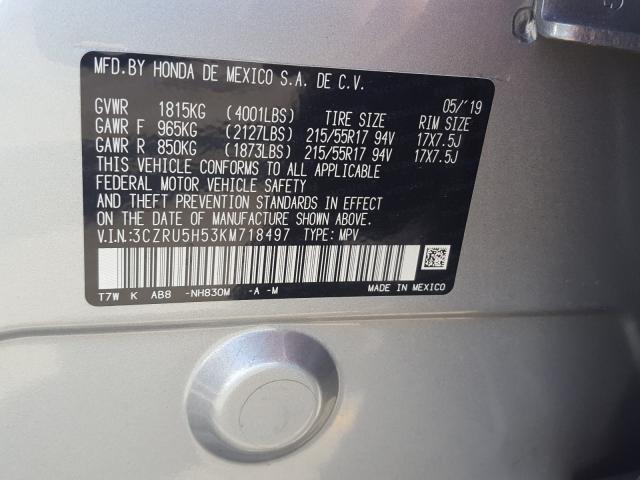 MFD.BY HONDA DE MEXICO S.A. DE C.V.
05/'19
GVWR 1815KG (4001LBS) TIRE SIZE RIM SIZE
GAWR F 965KG (2127LBS) 215/55R17 94V 17X7.5J
GAWR R 850KG (1873LBS) 215/55R17 94V 17X7.5J
THIS VEHICLE CONFORMS TO ALL APPLICABLE
FEDERAL MOTOR VEHICLE SAFETY
AND THEFT PREVENTION STANDARDS IN EFFECT
ON THE DATE OF MANUFACTURE SHOWN ABOVE.
V.I.N.:3CZRU5H53KM718497 TYPE: MPV
T7W K AB8 -NH830M -A -M MADE IN MEXICO